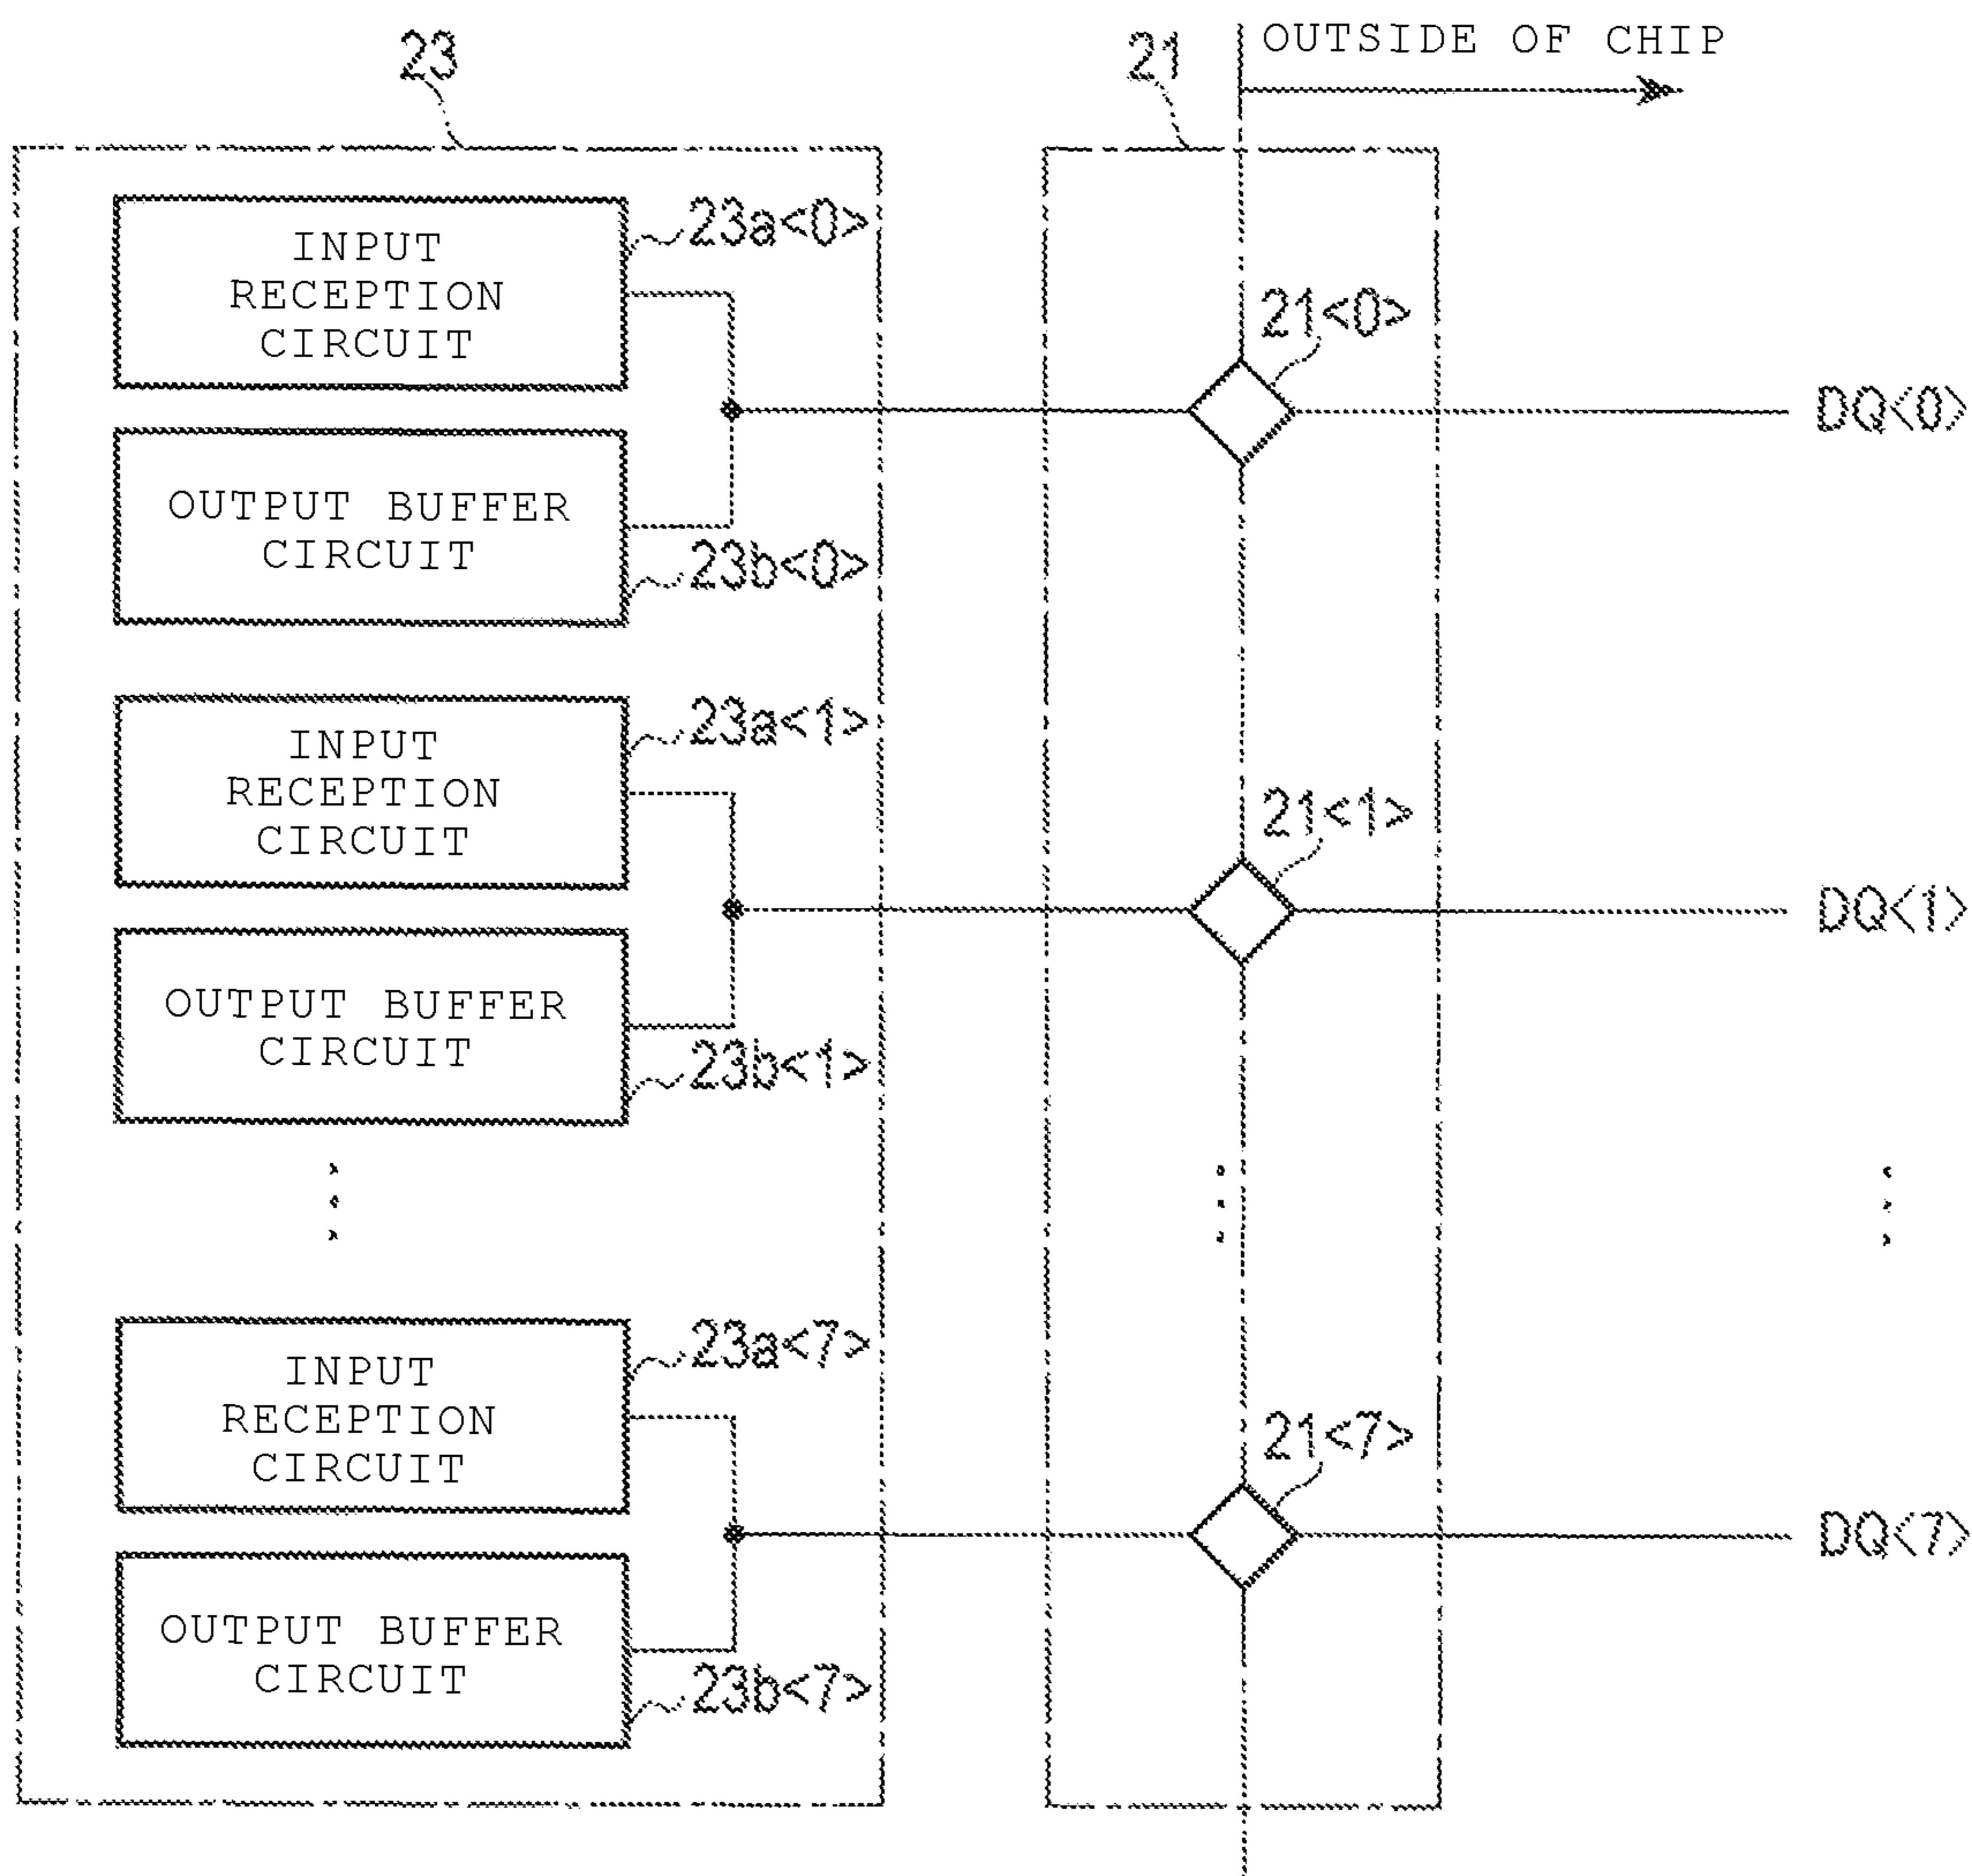 23
21
OUTSIDE OF CHIP
INPUT
RECEPTION
CIRCUIT
23a<0>
21<0>
DQ<0>
OUTPUT BUFFER
CIRCUIT
23b<0>
INPUT
RECEPTION
CIRCUIT
23a<1>
21<1>
DQ<1>
OUTPUT BUFFER
CIRCUIT
23b<1>
INPUT
RECEPTION
CIRCUIT
23a<7>
21<7>
DQ<7>
OUTPUT BUFFER
CIRCUIT
23b<7>